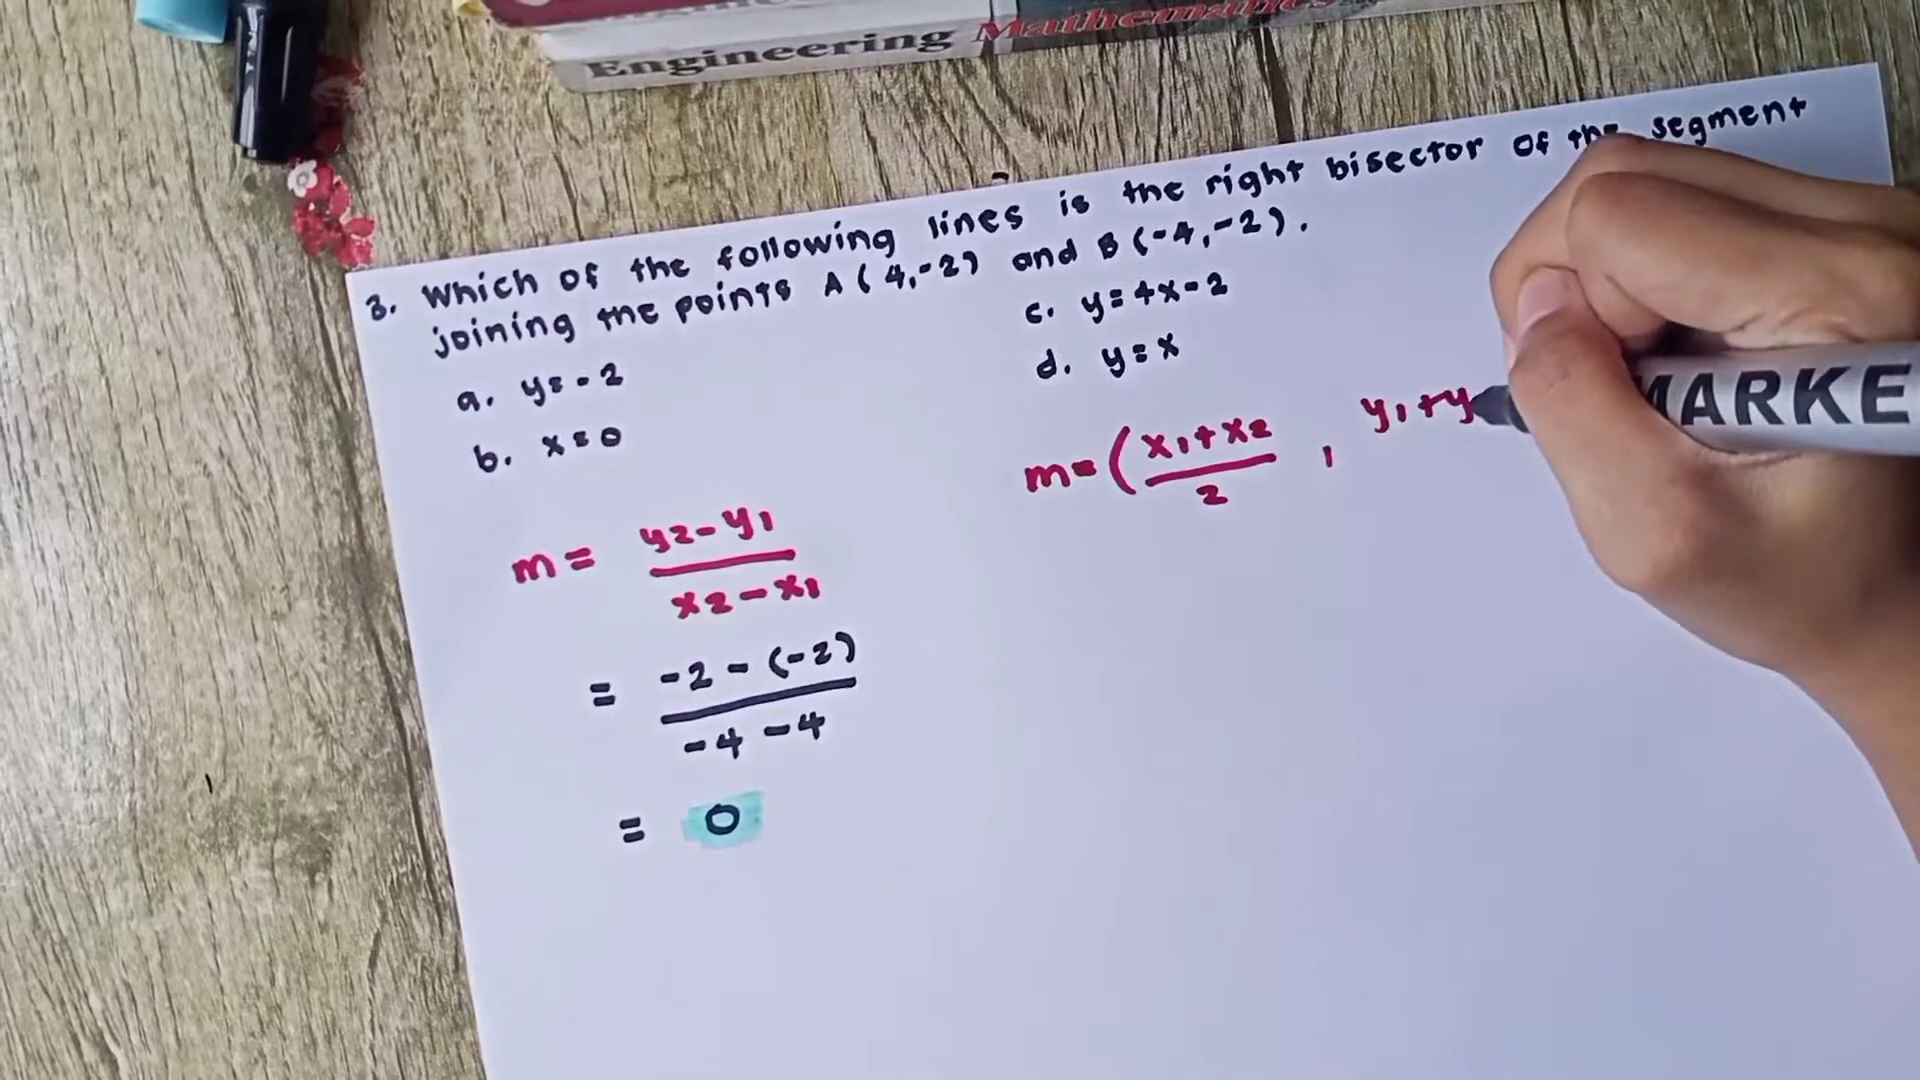 Engineering Mathematics
3. Which of the following lines is the right bisector of the segment
joining the points A(4,-2) and B(-4,-2).
a. y=-2
b. x=0
c. y=4x-2
d. y=x
m= y2-y1
x2-x1
= -2-(-2)
-4-4
= 0
m=(x1+x2
2
, y1+y
MARKE